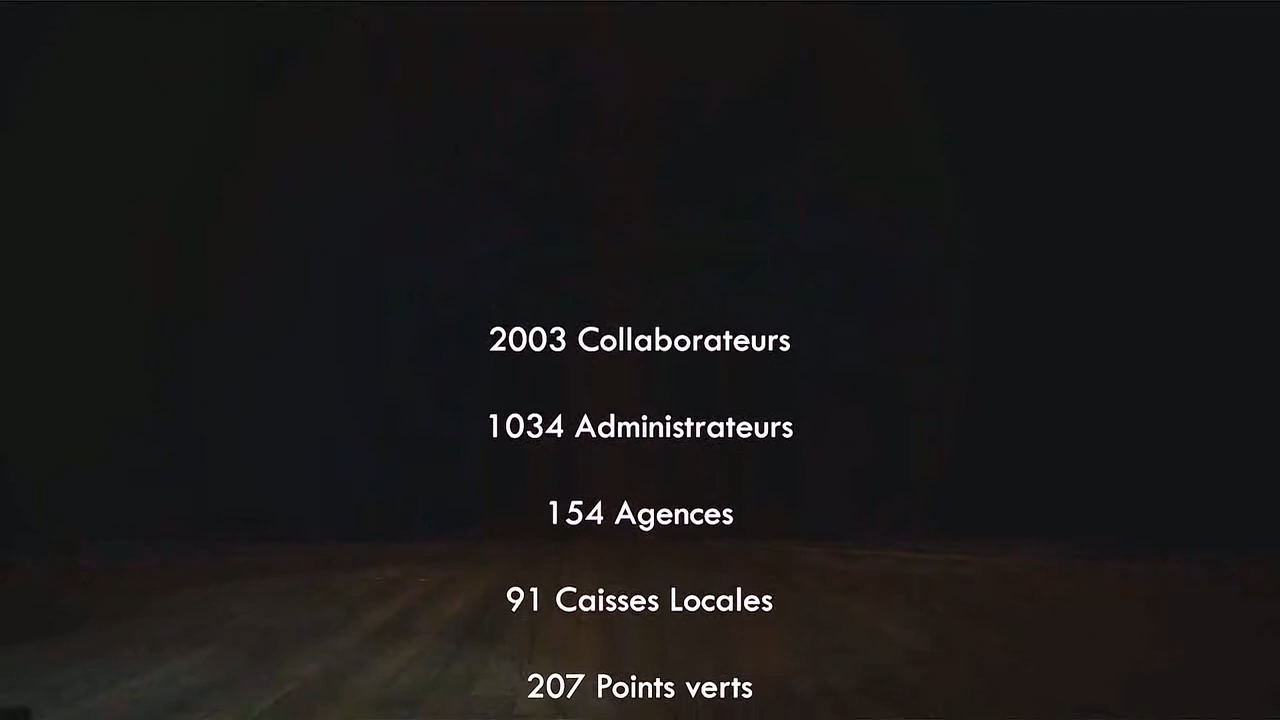 2003 Collaborateurs
1034 Administrateurs
154 Agences
91 Caisses Locales
207 Points verts